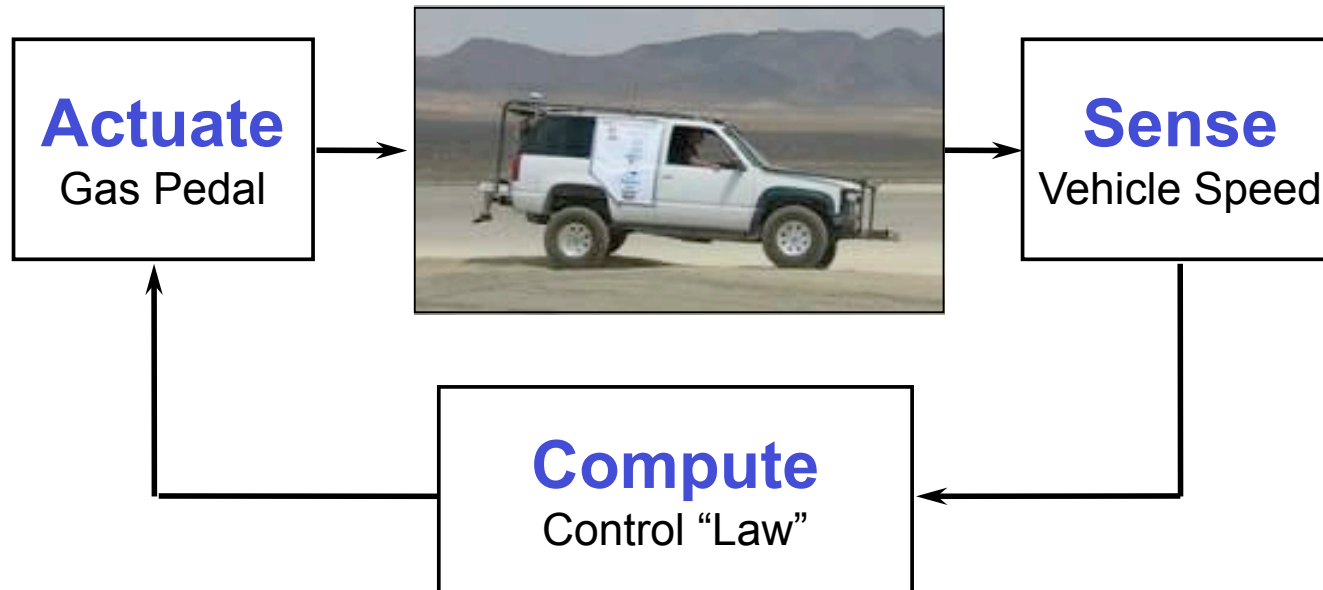 Actuate
Gas Pedal
Sense
Vehicle Speed
Compute
Control “Law”